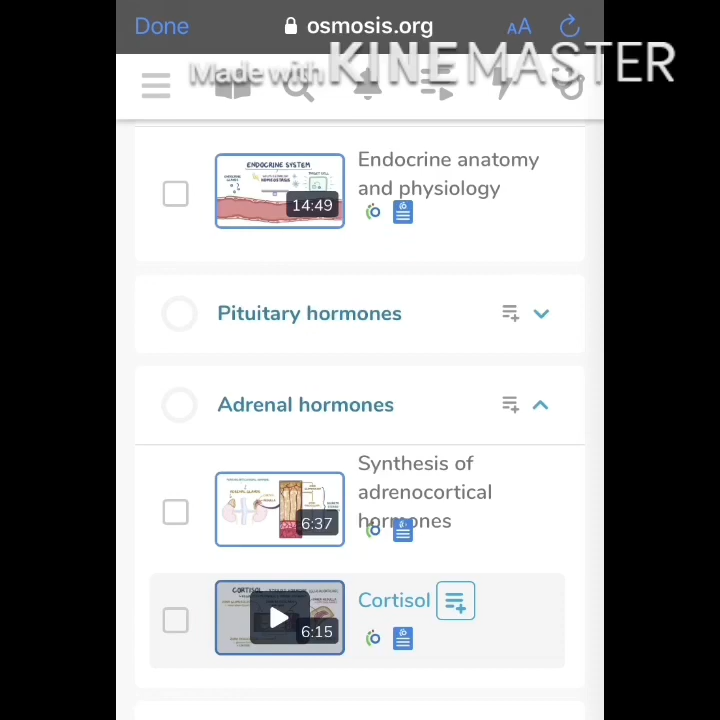 Done
osmosis.org
AA
Made with KINEMASTER
ENDOCRINE SYSTEM
14:49
Endocrine anatomy
and physiology
Pituitary hormones
Adrenal hormones
6:37
Synthesis of
adrenocortical
hormones
CORTISOL
6:15
Cortisol